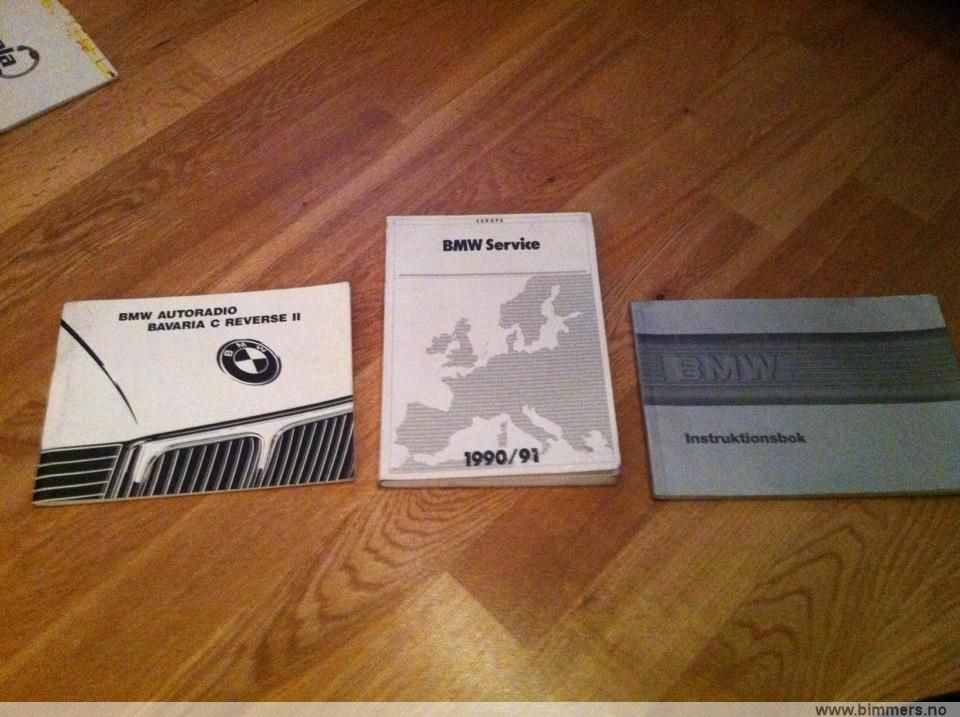 BMW AUTORADIO
BAVARIA C REVERSE II
BMW
EUROPA
BMW Service
1990/91
BMW
Instruktionsbok
www.bimmers.no